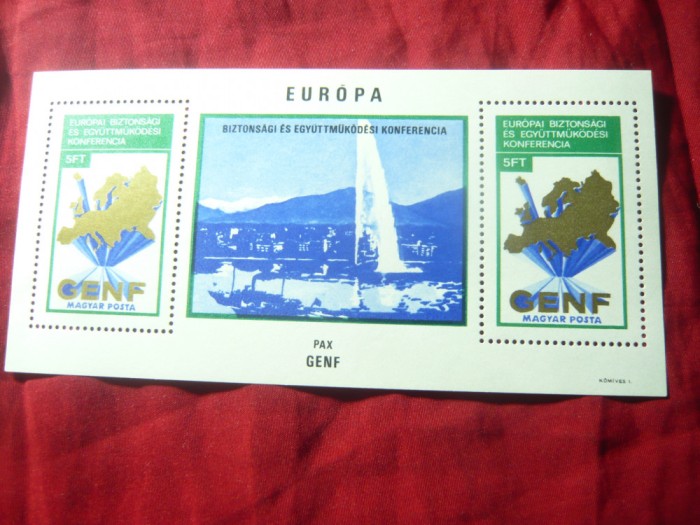 EURÓPA
EURÓPAI BIZTONSÁGI
ÉS EGYÜTTMŰKÖDÉSI
KONFERENCIA
5FT
GENF
MAGYAR POSTA
BIZTONSÁGI ÉS EGYÜTTMŰKÖDÉSI KONFERENCIA
EURÓPAI BIZTONSÁGI
ÉS EGYÜTTMŰKÖDÉSI
KONFERENCIA
5FT
GENF
MAGYAR POSTA
PAX
GENF
KÖMIVES I.